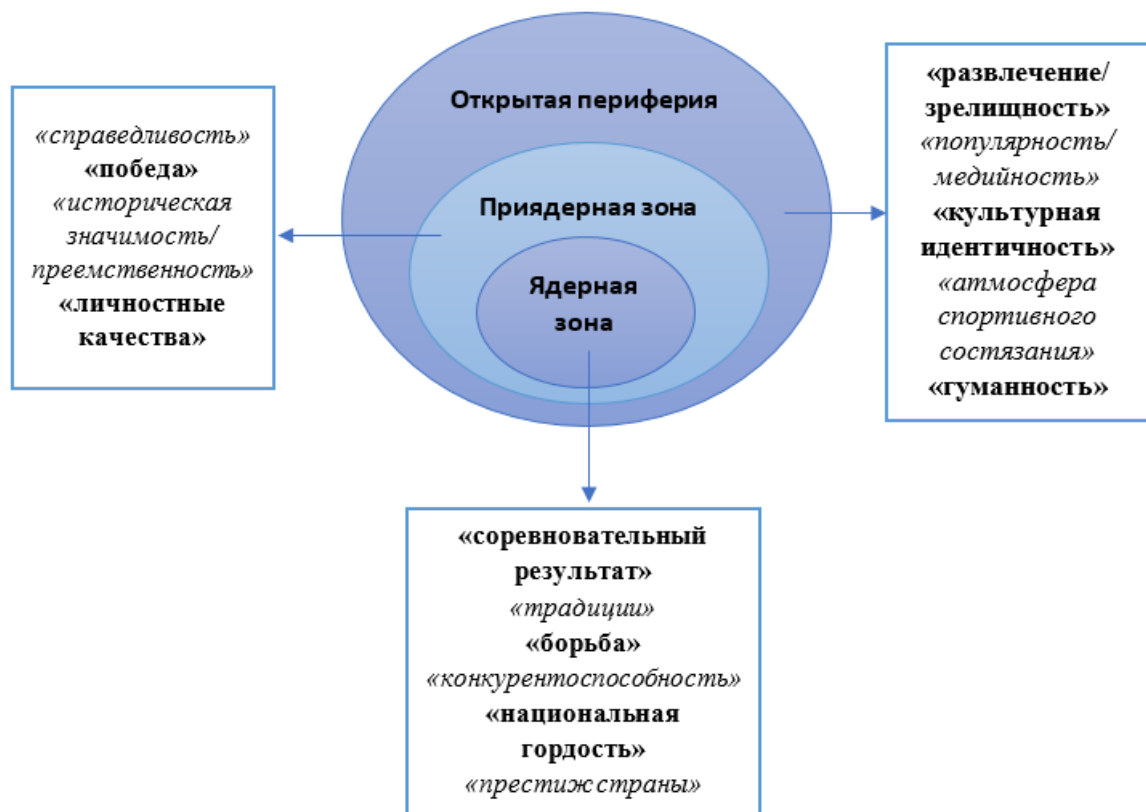 Открытая периферия
Приядерная зона
Ядерная
зона
«справедливость»
«победа»
«историческая
значимость/
преемственность»
«личностные
качества»
«развлечение/
зрелищность»
«популярность/
медийность»
«культурная
идентичность»
«атмосфера
спортивного
состязания»
«гуманность»
«соревновательный
результат»
«традиции»
«борьба»
«конкурентоспособность»
«национальная
гордость»
«престиж страны»